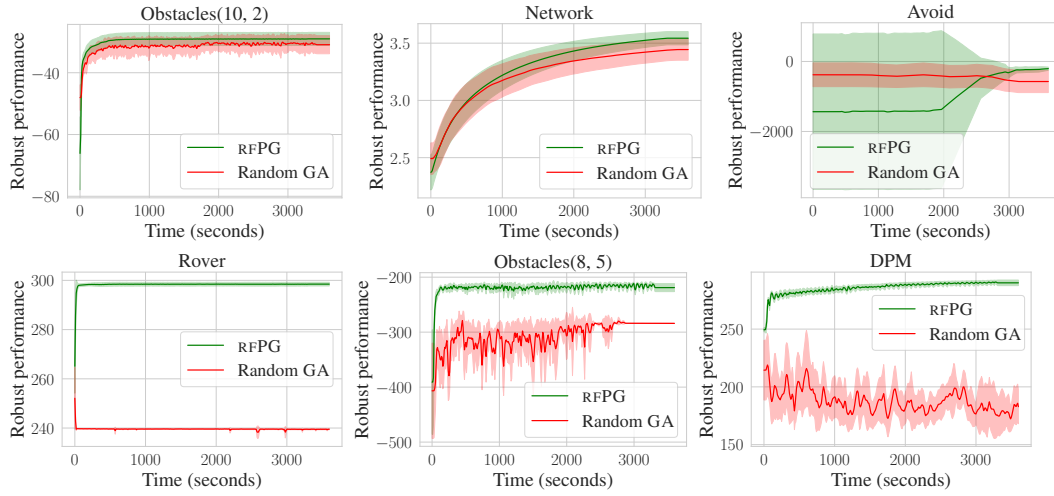 Obstacles(10, 2)
Robust performance
−40
−60
−80
RFPG
Random GA
0 1000 2000 3000
Time (seconds)
Network
Robust performance
3.5
3.0
2.5
RFPG
Random GA
0 1000 2000 3000
Time (seconds)
Avoid
Robust performance
0
−2000
RFPG
Random GA
0 1000 2000 3000
Time (seconds)
Rover
Robust performance
300
280
260
240
RFPG
Random GA
0 1000 2000 3000
Time (seconds)
Obstacles(8, 5)
Robust performance
−200
−300
−400
−500
RFPG
Random GA
0 1000 2000 3000
Time (seconds)
DPM
Robust performance
250
200
150
RFPG
Random GA
0 1000 2000 3000
Time (seconds)